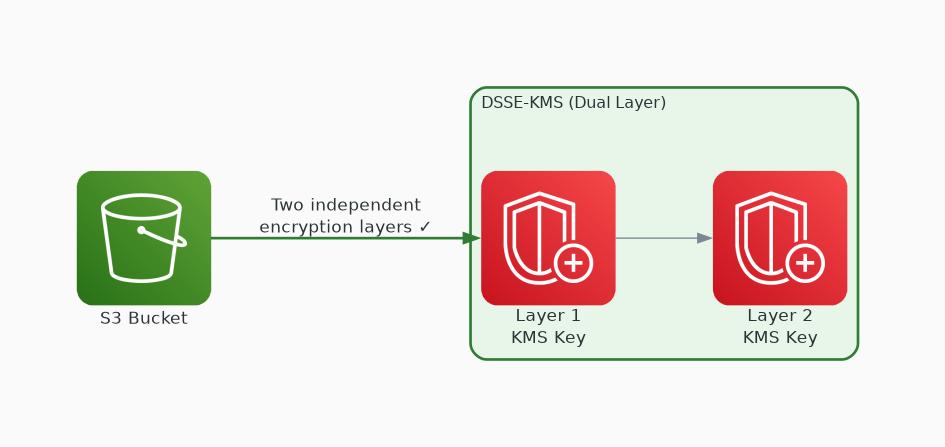 DSSE-KMS (Dual Layer)
Two independent
encryption layers ✓
S3 Bucket
Layer 1
KMS Key
Layer 2
KMS Key